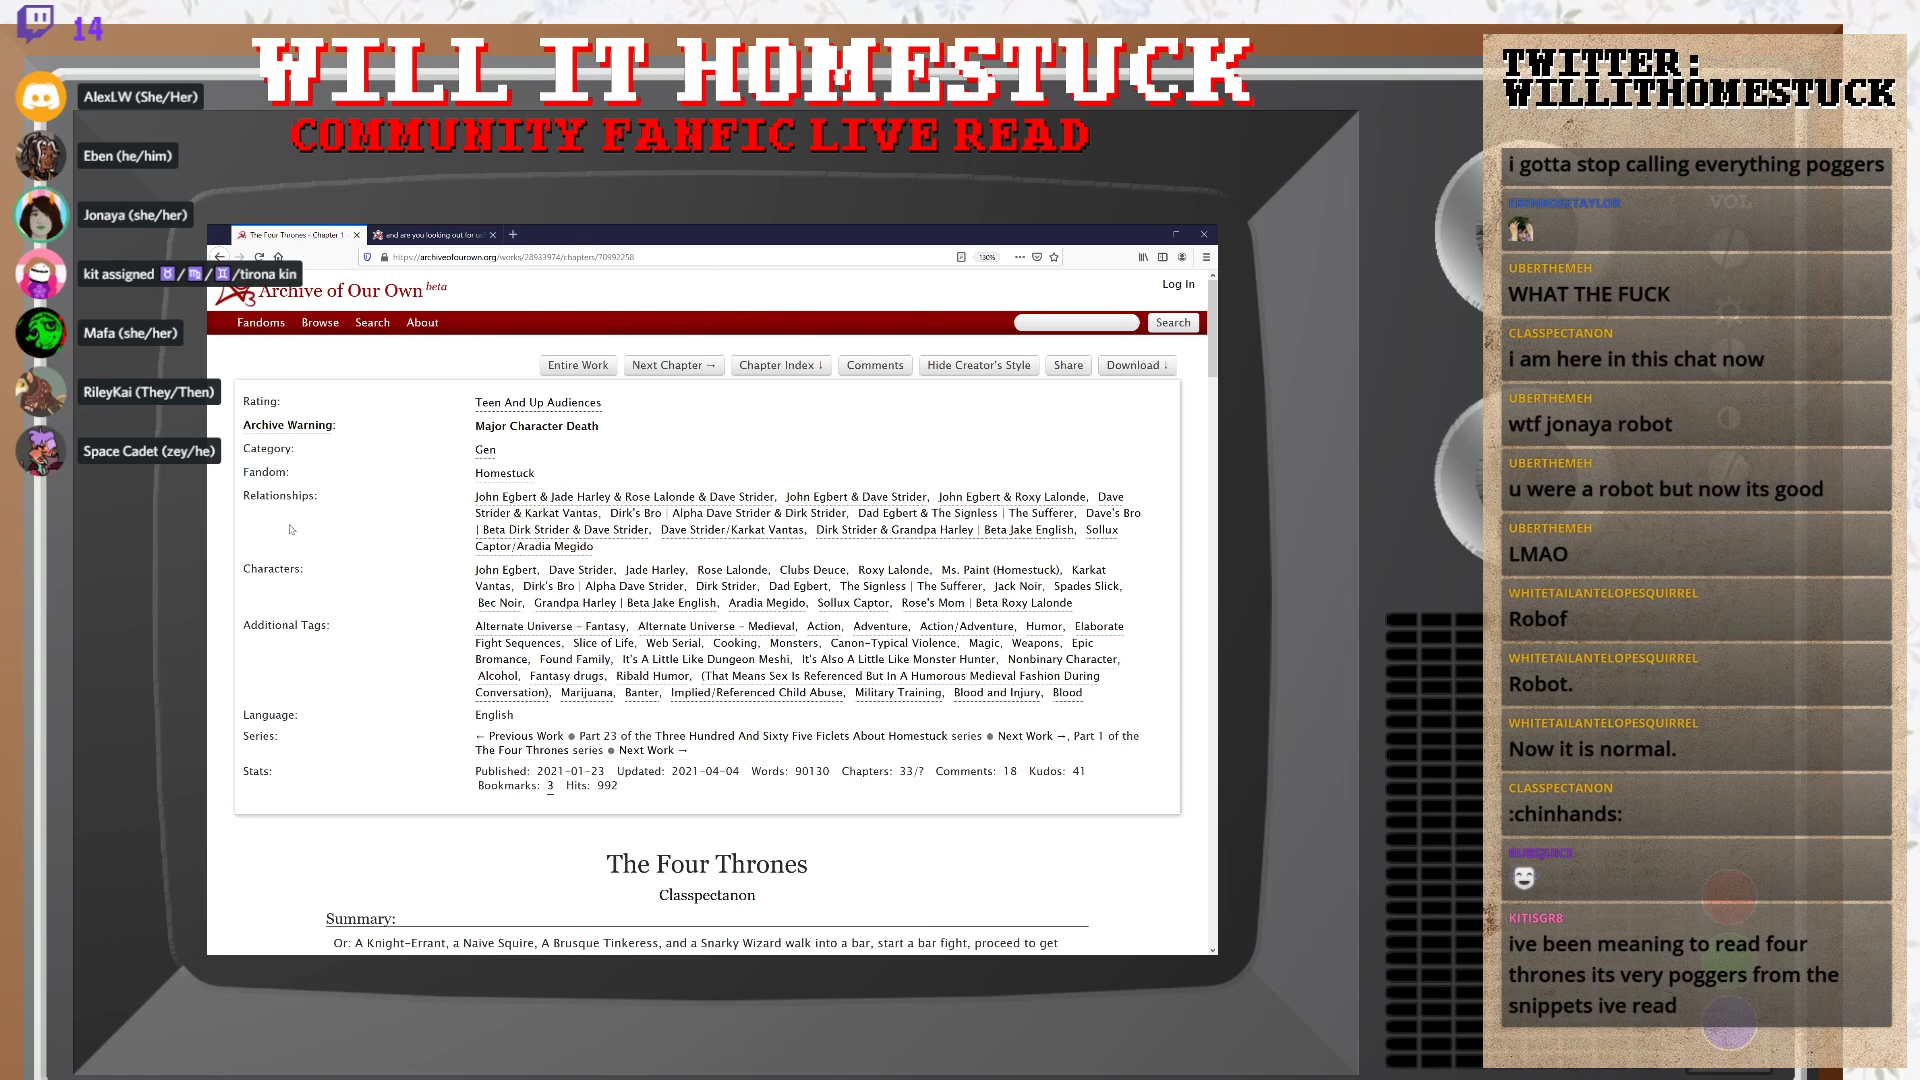 14
WILL IT HOMESTUCK
COMMUNITY FANFIC LIVE READ
AlexLW (She/Her)
Eben (he/him)
Jonaya (she/her)
kit assigned ♉/♍/♊/tirona kin
Mafa (she/her)
RileyKai (They/Then)
Space Cadet (zey/he)
The Four Thrones - Chapter 1 -
and are you looking out for us
https://archiveofourown.org/works/28933974/chapters/70992258
130%
Archive of Our Own beta
Log In
Fandoms Browse Search About
Search
Entire Work Next Chapter → Chapter Index ↓ Comments Hide Creator's Style Share Download ↓
Rating: Teen And Up Audiences
Archive Warning: Major Character Death
Category: Gen
Fandom: Homestuck
Relationships: John Egbert & Jade Harley & Rose Lalonde & Dave Strider, John Egbert & Dave Strider, John Egbert & Roxy Lalonde, Dave
Strider & Karkat Vantas, Dirk's Bro | Alpha Dave Strider & Dirk Strider, Dad Egbert & The Signless | The Sufferer, Dave's Bro
| Beta Dirk Strider & Dave Strider, Dave Strider/Karkat Vantas, Dirk Strider & Grandpa Harley | Beta Jake English, Sollux
Captor/Aradia Megido
Characters: John Egbert, Dave Strider, Jade Harley, Rose Lalonde, Clubs Deuce, Roxy Lalonde, Ms. Paint (Homestuck), Karkat
Vantas, Dirk's Bro | Alpha Dave Strider, Dirk Strider, Dad Egbert, The Signless | The Sufferer, Jack Noir, Spades Slick,
Bec Noir, Grandpa Harley | Beta Jake English, Aradia Megido, Sollux Captor, Rose's Mom | Beta Roxy Lalonde
Additional Tags: Alternate Universe - Fantasy, Alternate Universe - Medieval, Action, Adventure, Action/Adventure, Humor, Elaborate
Fight Sequences, Slice of Life, Web Serial, Cooking, Monsters, Canon-Typical Violence, Magic, Weapons, Epic
Bromance, Found Family, It's A Little Like Dungeon Meshi, It's Also A Little Like Monster Hunter, Nonbinary Character,
Alcohol, Fantasy drugs, Ribald Humor, (That Means Sex Is Referenced But In A Humorous Medieval Fashion During
Conversation), Marijuana, Banter, Implied/Referenced Child Abuse, Military Training, Blood and Injury, Blood
Language: English
Series: ← Previous Work ● Part 23 of the Three Hundred And Sixty Five Ficlets About Homestuck series ● Next Work →, Part 1 of the
The Four Thrones series ● Next Work →
Stats: Published: 2021-01-23 Updated: 2021-04-04 Words: 90130 Chapters: 33/? Comments: 18 Kudos: 41
Bookmarks: 3 Hits: 992
The Four Thrones
Classpectanon
Summary:
Or: A Knight-Errant, a Naive Squire, A Brusque Tinkeress, and a Snarky Wizard walk into a bar, start a bar fight, proceed to get
TWITTER:
WILLITHOMESTUCK
VOL
i gotta stop calling everything poggers
EBENROSETAYLOR
UBERTHEMEH
WHAT THE FUCK
CLASSPECTANON
i am here in this chat now
UBERTHEMEH
wtf jonaya robot
UBERTHEMEH
u were a robot but now its good
UBERTHEMEH
LMAO
WHITETAILANTELOPESQUIRREL
Robof
WHITETAILANTELOPESQUIRREL
Robot.
WHITETAILANTELOPESQUIRREL
Now it is normal.
CLASSPECTANON
:chinhands:
KITISGR8
ive been meaning to read four
thrones its very poggers from the
snippets ive read